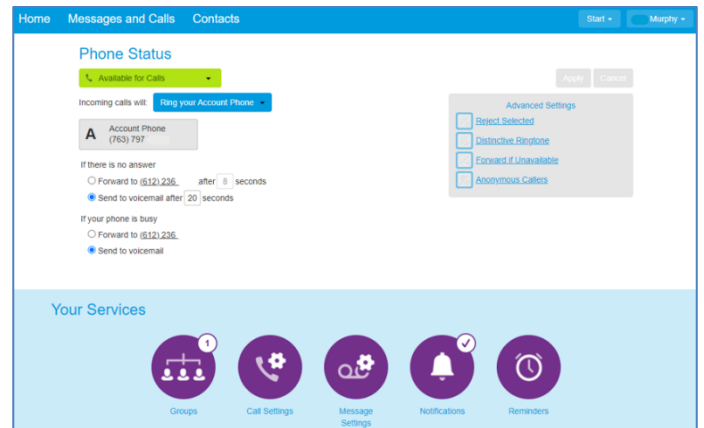 Home Messages and Calls Contacts Start Murphy
Phone Status
Available for Calls
Apply Cancel
Incoming calls will: Ring your Account Phone
Advanced Settings
A Account Phone
(763) 797
Reject Selected
Distinctive Ringtone
Forward if Unavailable
Anonymous Callers
If there is no answer
Forward to (612) 236 after 8 seconds
Send to voicemail after 20 seconds
If your phone is busy
Forward to (612) 236
Send to voicemail
Your Services
1
Groups Call Settings Message Settings Notifications Reminders